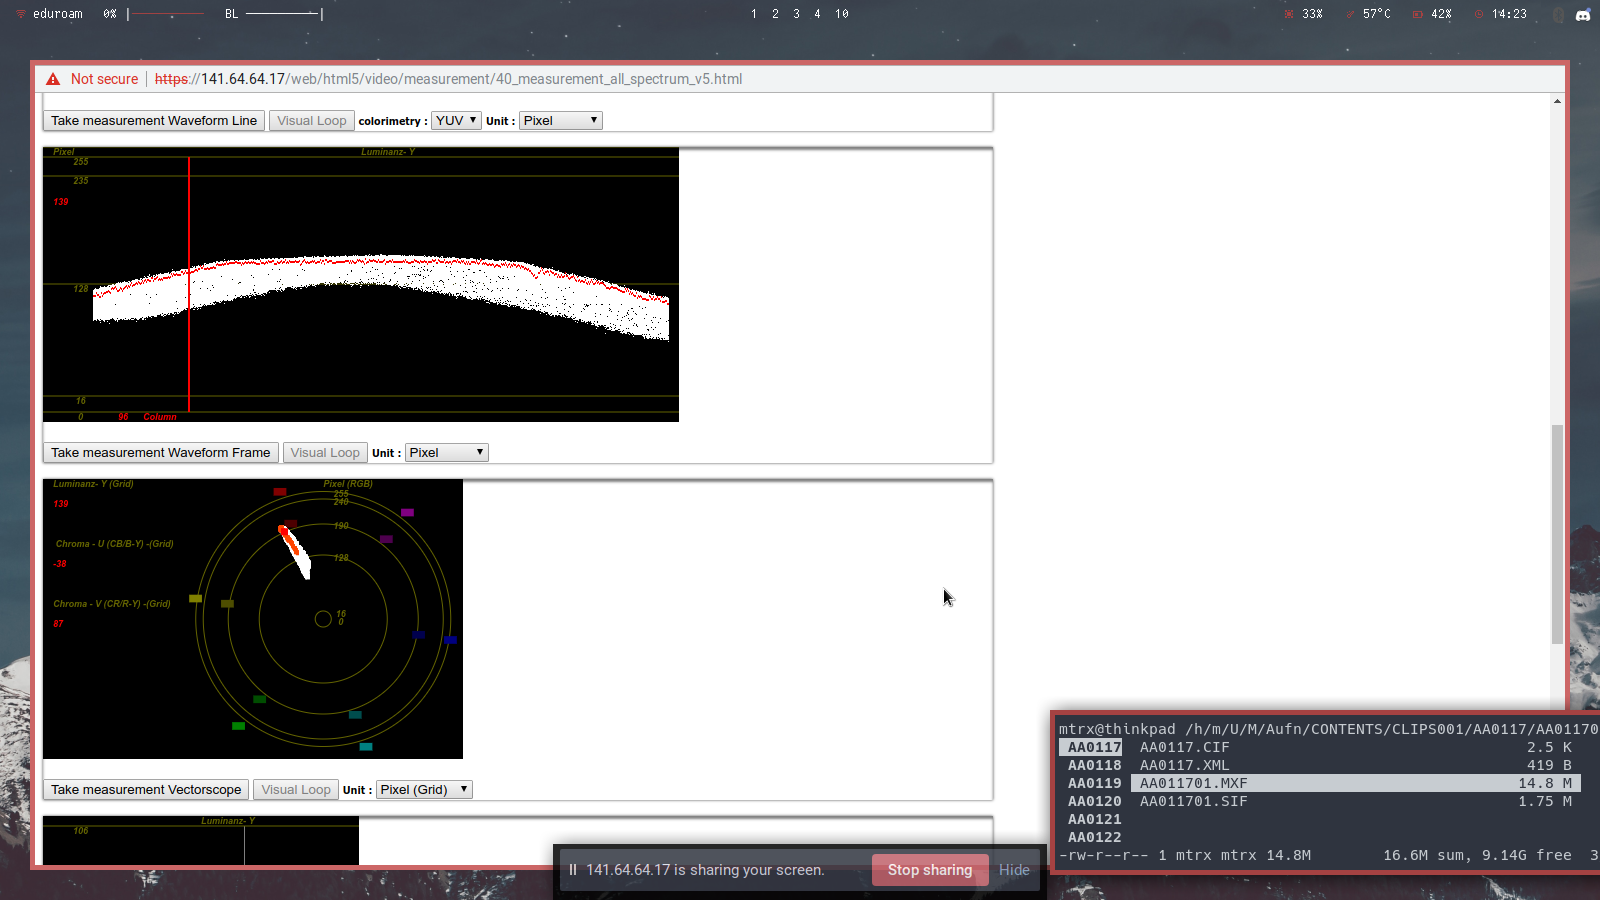 eduroam 0% BL 1 2 3 4 10 33% 57°C 42% 14:23
Not secure https://141.64.64.17/web/html5/video/measurement/40_measurement_all_spectrum_v5.html
Take measurement Waveform Line Visual Loop colorimetry : YUV Unit : Pixel
Pixel Luminanz- Y
255
235
139
128
16
0 96 Column
Take measurement Waveform Frame Visual Loop Unit : Pixel
Luminanz- Y (Grid) Pixel (RGB)
255
240
139
190
Chroma - U (CB/B-Y) -(Grid)
128
-38
Chroma - V (CR/R-Y) -(Grid)
16
0
87
Take measurement Vectorscope Visual Loop Unit : Pixel (Grid)
Luminanz- Y
106
mtrx@thinkpad /h/m/U/M/Aufn/CONTENTS/CLIPS001/AA0117/AA01170
AA0117 AA0117.CIF 2.5 K
AA0118 AA0117.XML 419 B
AA0119 AA011701.MXF 14.8 M
AA0120 AA011701.SIF 1.75 M
AA0121
AA0122
-rw-r--r-- 1 mtrx mtrx 14.8M 16.6M sum, 9.14G free 3
141.64.64.17 is sharing your screen. Stop sharing Hide